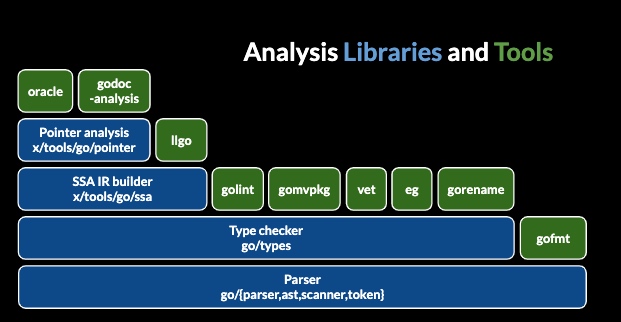 Analysis Libraries and Tools
oracle
godoc
-analysis
Pointer analysis
x/tools/go/pointer
llgo
SSA IR builder
x/tools/go/ssa
golint
gomvpkg
vet
eg
gorename
Type checker
go/types
gofmt
Parser
go/{parser,ast,scanner,token}